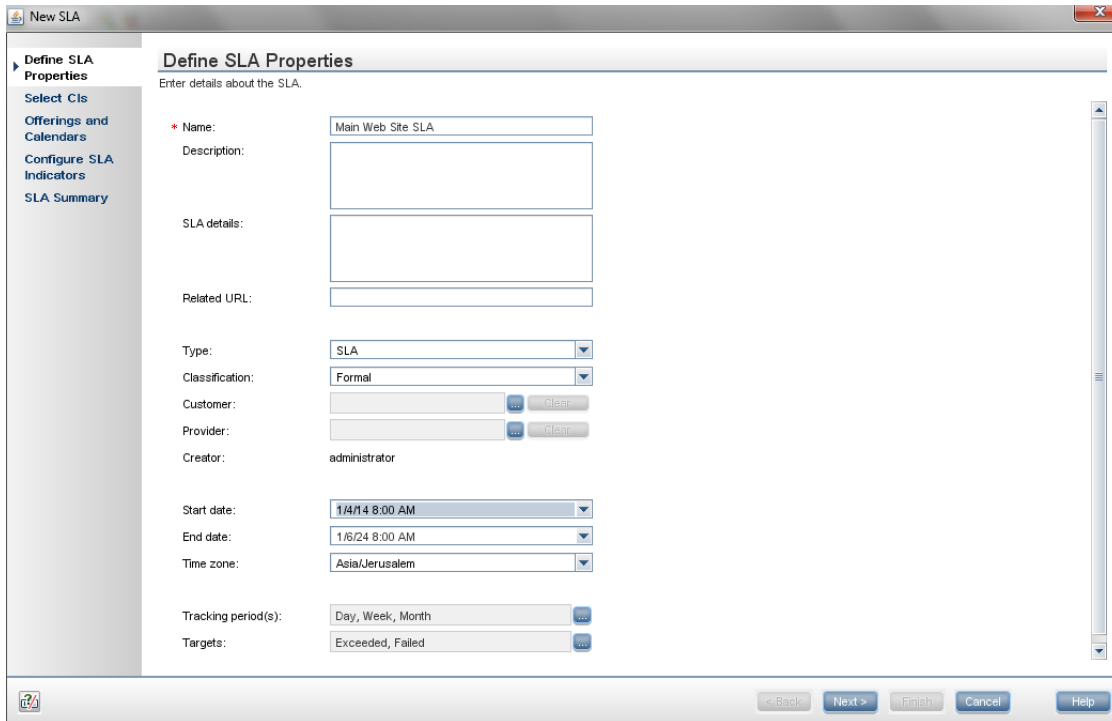 New SLA
Define SLA
Properties
Select CIs
Offerings and
Calendars
Configure SLA
Indicators
SLA Summary
Define SLA Properties
Enter details about the SLA.
* Name: Main Web Site SLA
Description:
SLA details:
Related URL:
Type: SLA
Classification: Formal
Customer: ... Clear
Provider: ... Clear
Creator: administrator
Start date: 1/4/14 8:00 AM
End date: 1/6/24 8:00 AM
Time zone: Asia/Jerusalem
Tracking period(s): Day, Week, Month ...
Targets: Exceeded, Failed ...
< Back Next > Finish Cancel Help